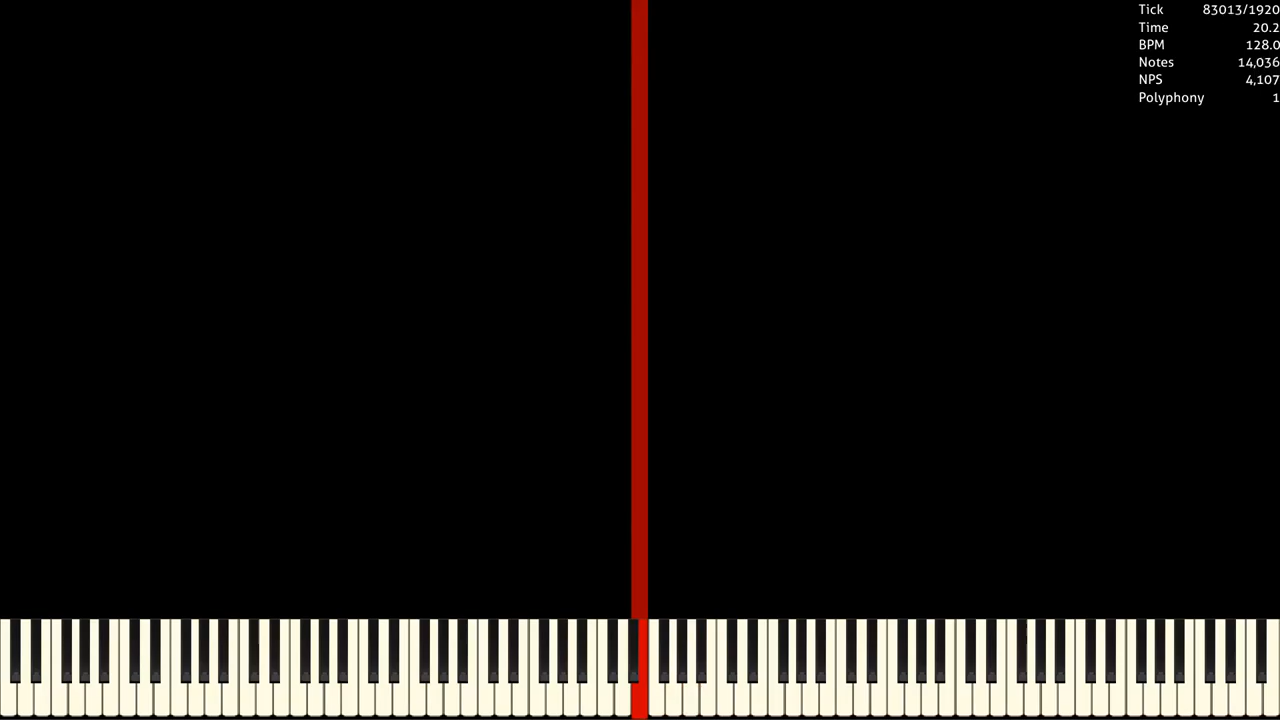 Tick 83013/1920
Time 20.2
BPM 128.0
Notes 14,036
NPS 4,107
Polyphony 1